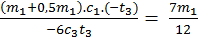 (m₁+0,5m₁).c₁.(-t₃)/-6c₃t₃ = 7m₁/12